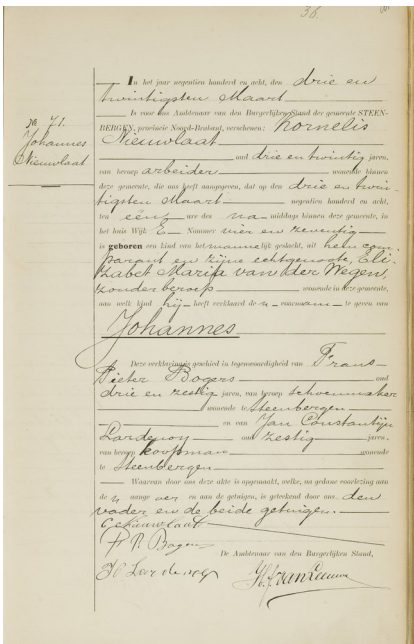 36.
In het jaar negentien honderd en acht, den drie en
twintigsten Maart
Is voor ons Ambtenaar van den Burgerlijken Stand der gemeente STEEN-
BERGEN, provincie Noord-Brabant, verschenen: Kornelis
Nieuwlaat
oud drie en twintig jaren,
van beroep arbeider wonende binnen
deze gemeente, die ons heeft aangegeven, dat op den drie en twin-
tigsten Maart negentien honderd en acht,
ten één ure des na middags binnen deze gemeente, in
het huis Wijk E Nummer vier en zeventig
is geboren een kind van het mannelijk geslacht, uit hem com-
parant en zijne echtgenoote, Eli-
zabet Maria van der Wegen,
zonder beroep wonende in deze gemeente,
aan welk kind hij heeft verklaard de n voornaam te geven van
Johannes
Deze verklaring is geschied in tegenwoordigheid van Frans
Pieter Bogers oud
drie en zestig jaren, van beroep schoenmaker
wonende te Steenbergen
en van Jan Constantijn
Lardenoy oud zestig jaren,
van beroep koopman wonende
te Steenbergen
Waarvan door ons deze akte is opgemaakt, welke, na gedane voorlezing aan
de n aange ver en aan de getuigen, is geteekend door ons, den
vader en de beide getuigen.
C Nieuwlaat
F. P. Bogers
De Ambtenaar van den Burgerlijken Stand,
JC Lardenoye
No. 71.
Johannes
Nieuwlaat